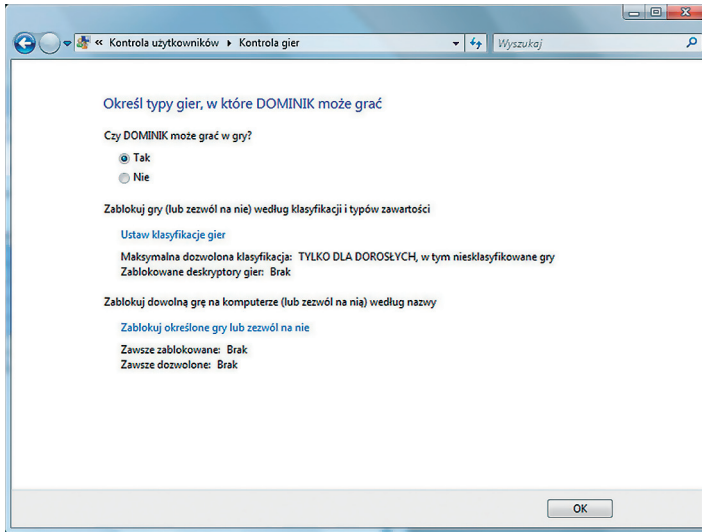 « Kontrola użytkowników Kontrola gier Wyszukaj
Określ typy gier, w które DOMINIK może grać
Czy DOMINIK może grać w gry?
Tak
Nie
Zablokuj gry (lub zezwól na nie) według klasyfikacji i typów zawartości
Ustaw klasyfikacje gier
Maksymalna dozwolona klasyfikacja: TYLKO DLA DOROSŁYCH, w tym niesklasyfikowane gry
Zablokowane deskryptory gier: Brak
Zablokuj dowolną grę na komputerze (lub zezwól na nią) według nazwy
Zablokuj określone gry lub zezwól na nie
Zawsze zablokowane: Brak
Zawsze dozwolone: Brak
OK